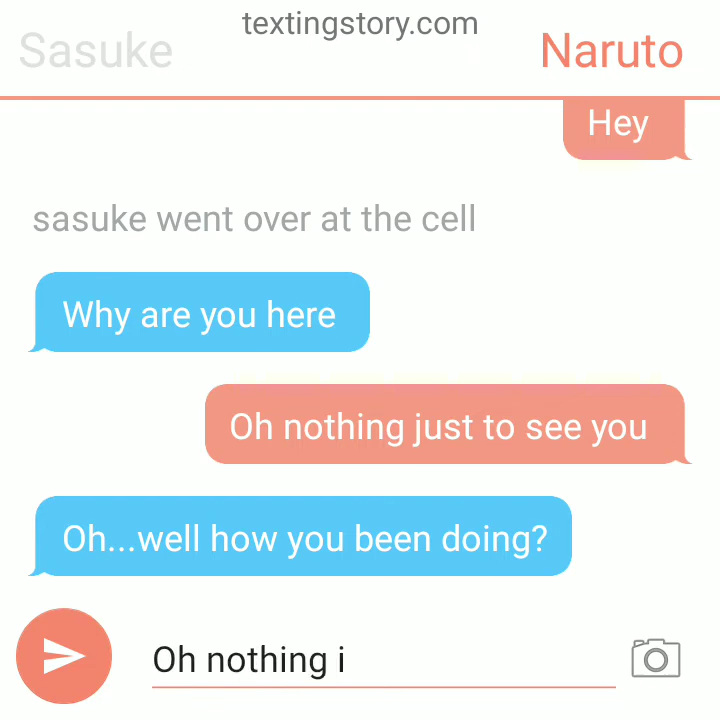 textingstory.com
Sasuke
Naruto
Hey
sasuke went over at the cell
Why are you here
Oh nothing just to see you
Oh...well how you been doing?
Oh nothing i